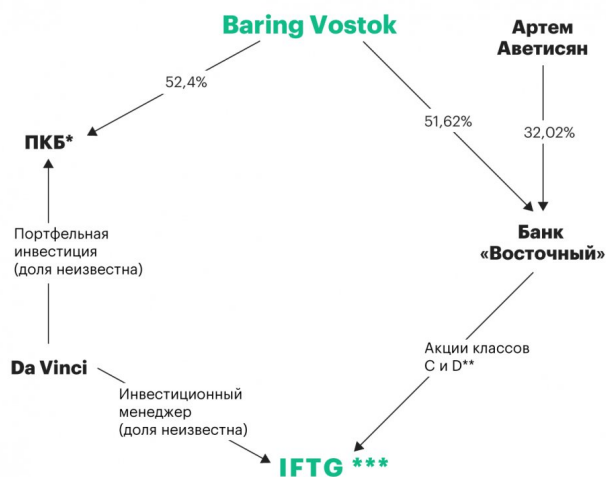 Baring Vostok
Артем
Аветисян
52,4%
51,62%
32,02%
ПКБ*
Портфельная
инвестиция
(доля неизвестна)
Банк
«Восточный»
Da Vinci
Инвестиционный
менеджер
(доля неизвестна)
Акции классов
С и D**
IFTG ***